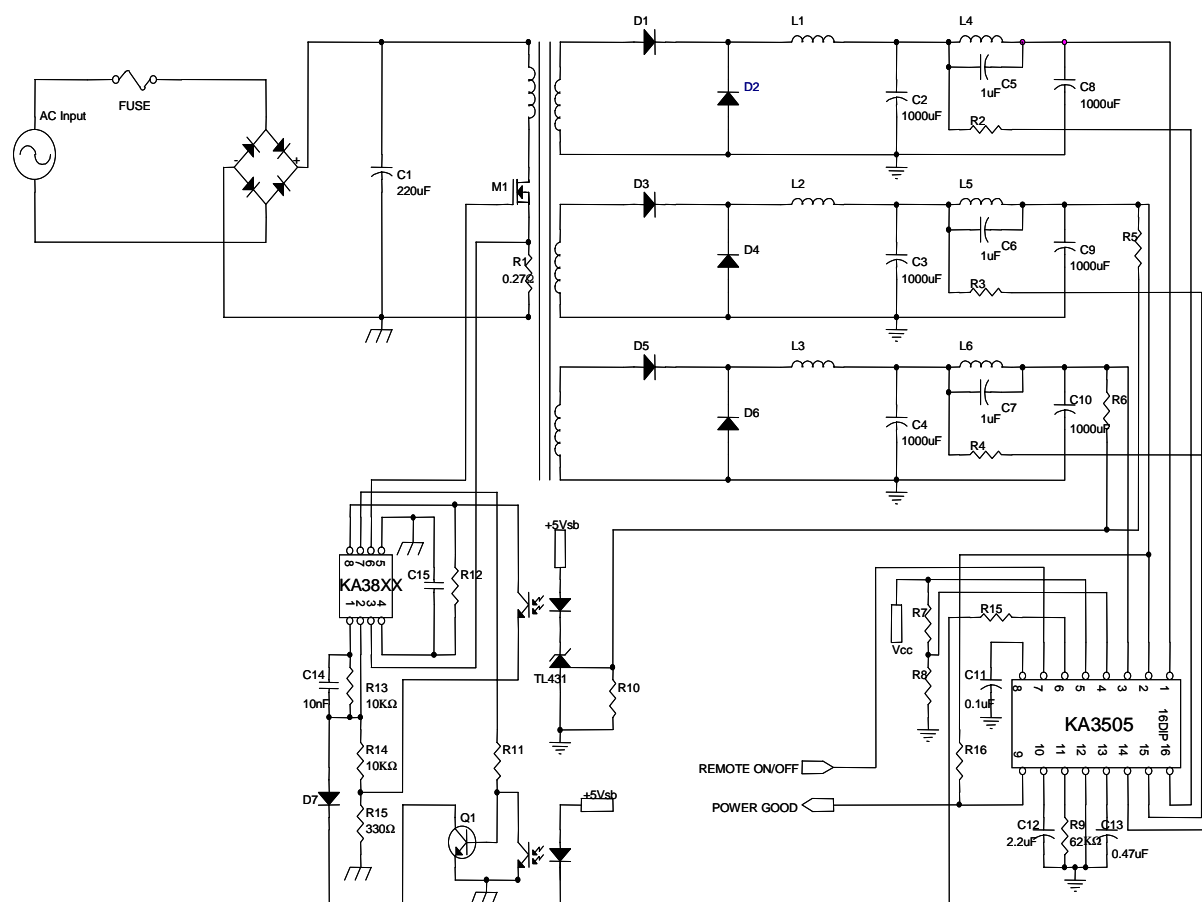 D1
L1
L4
D2
C5
1uF
C8
1000uF
C2
1000uF
R2
FUSE
AC Input
-
+
C1
220uF
M1
D3
L2
L5
R1
0.27Ω
D4
C6
1uF
C9
1000uF
R5
C3
1000uF
R3
D5
L3
L6
D6
C7
1uF
C10
1000uF
R6
C4
1000uF
R4
+5Vsb
8 7 6 5
KA38XX
1 2 3 4
C15
R12
R7
Vcc
R15
TL431
C14
10nF
R13
10KΩ
R10
R8
C11
0.1uF
8 7 6 5 4 3 2 1
KA3505
16DIP
9 10 11 12 13 14 15 16
R14
10KΩ
R11
R16
REMOTE ON/OFF
D7
R15
330Ω
+5Vsb
POWER GOOD
Q1
C12
2.2uF
R9
62KΩ
C13
0.47uF